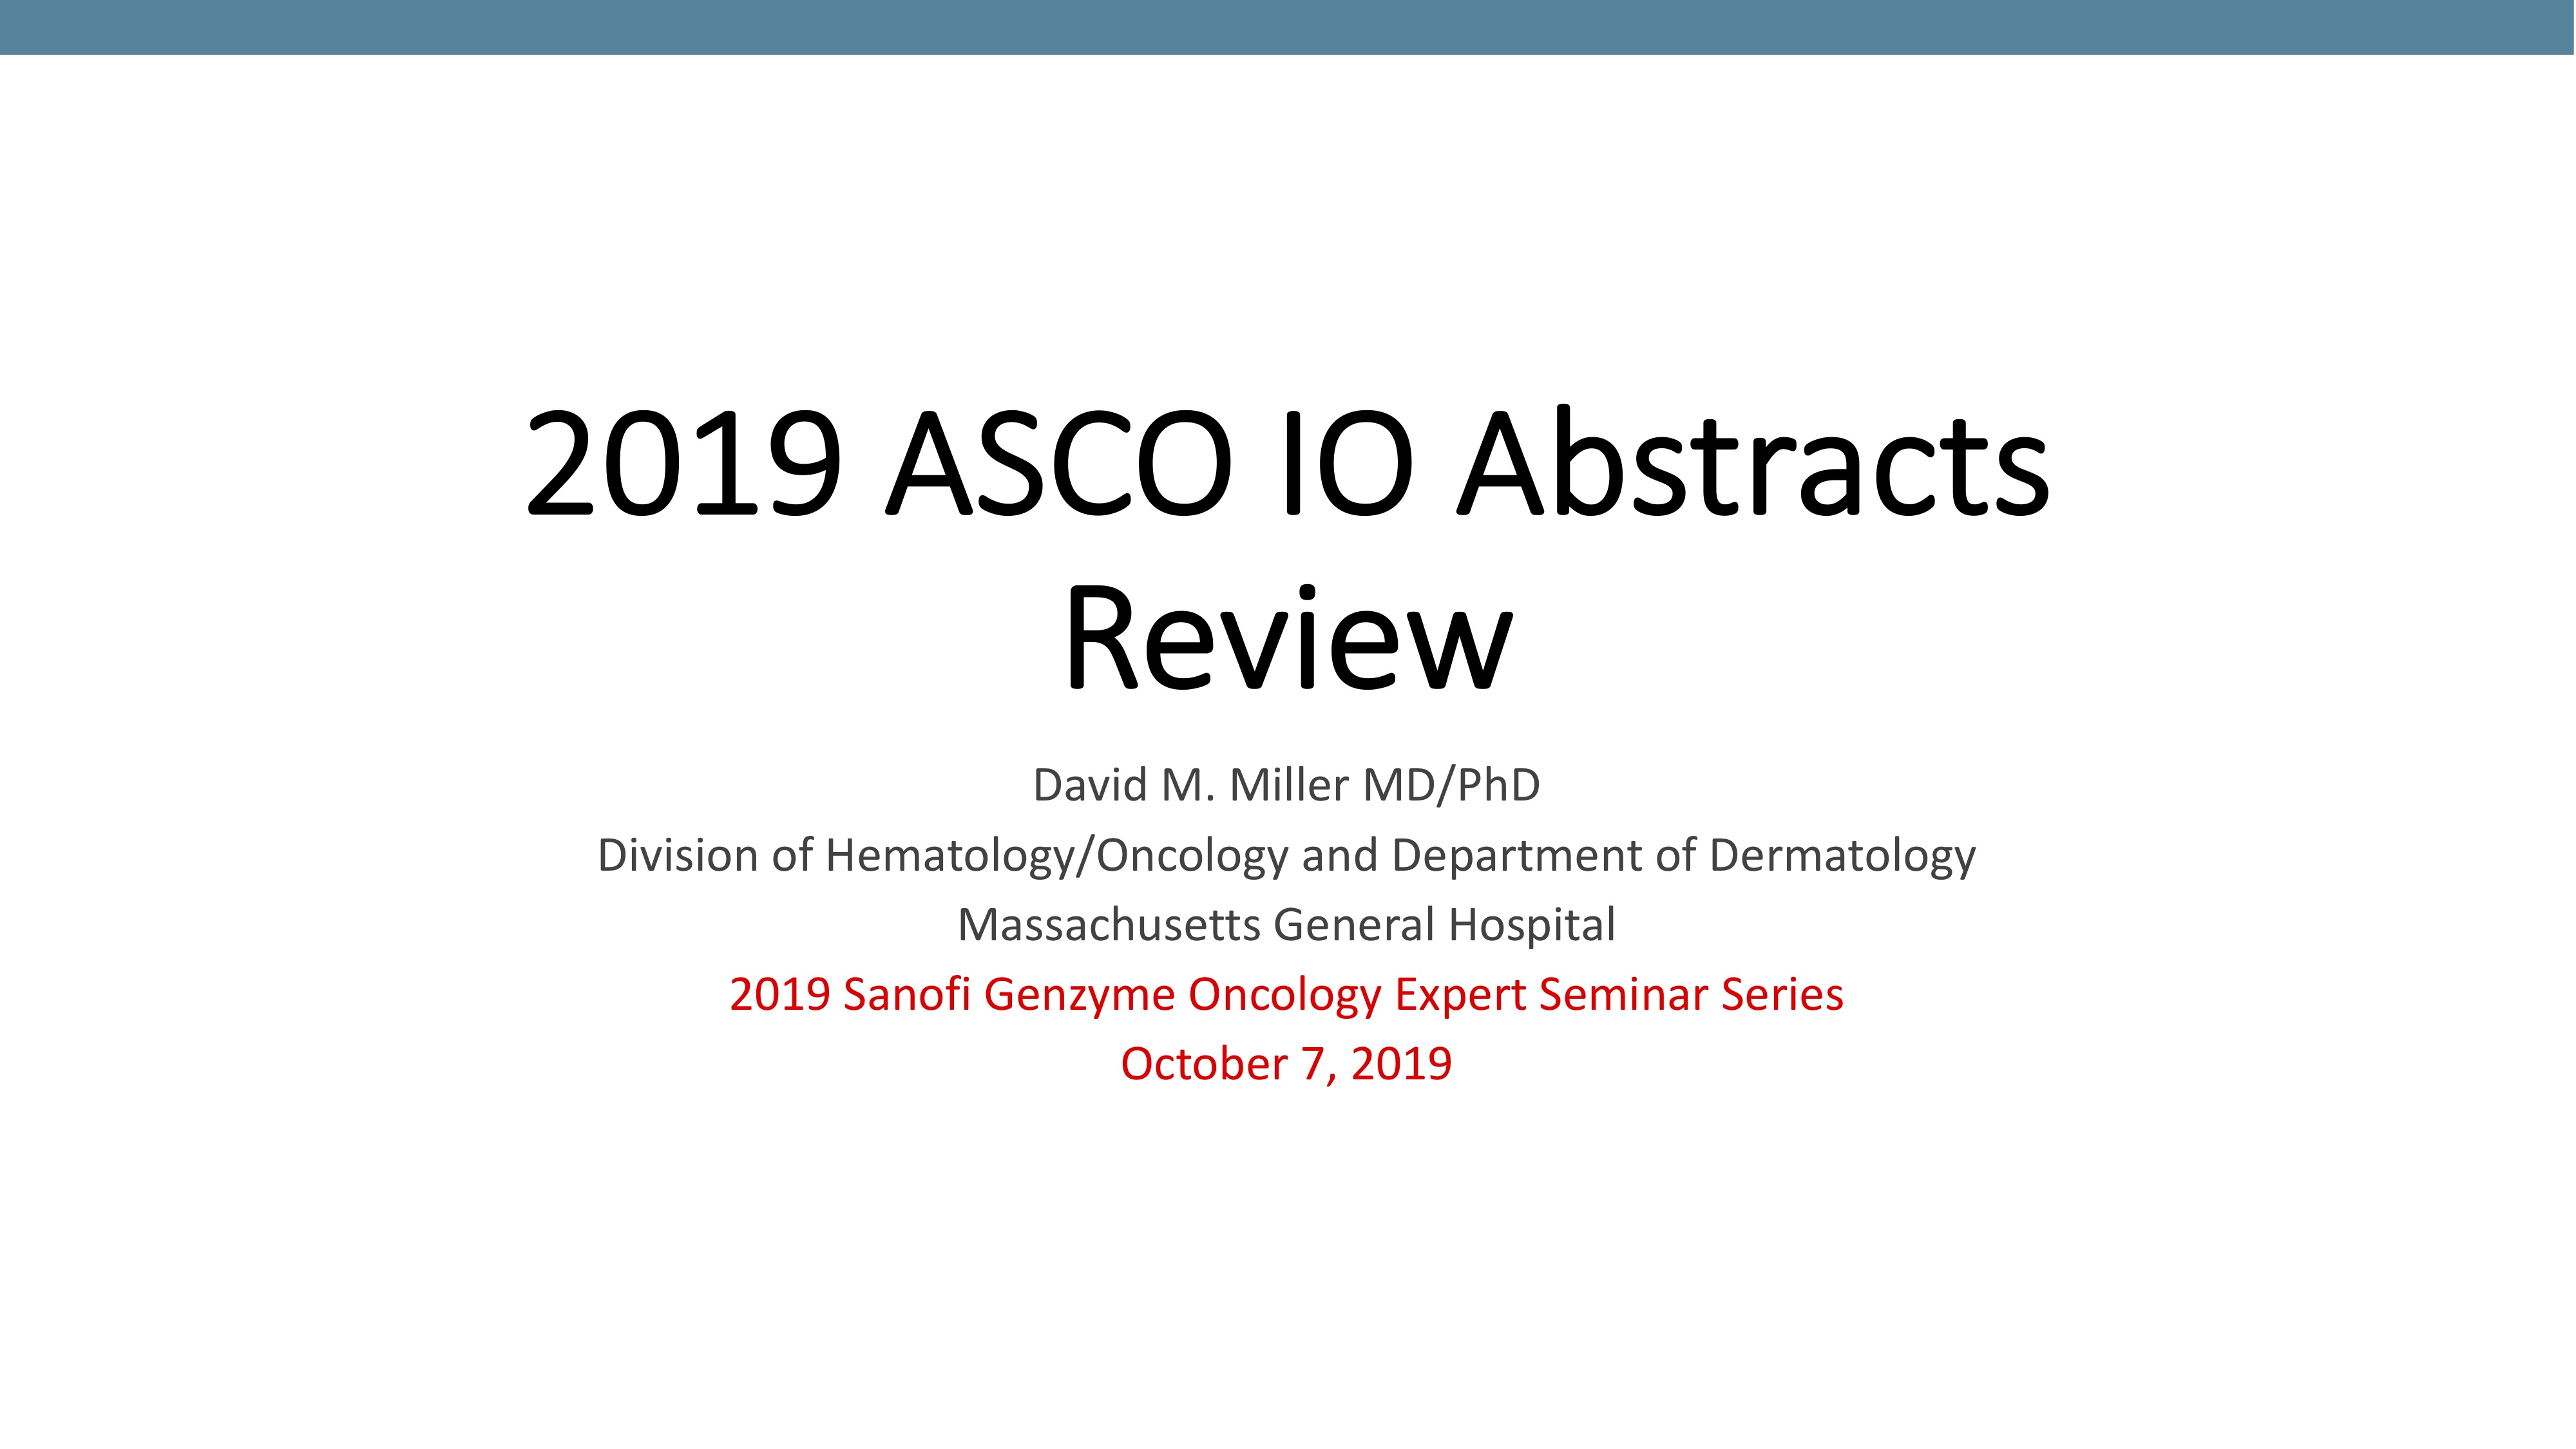 2019 ASCO IO Abstracts
Review
David M. Miller MD/PhD
Division of Hematology/Oncology and Department of Dermatology
Massachusetts General Hospital
2019 Sanofi Genzyme Oncology Expert Seminar Series
October 7, 2019